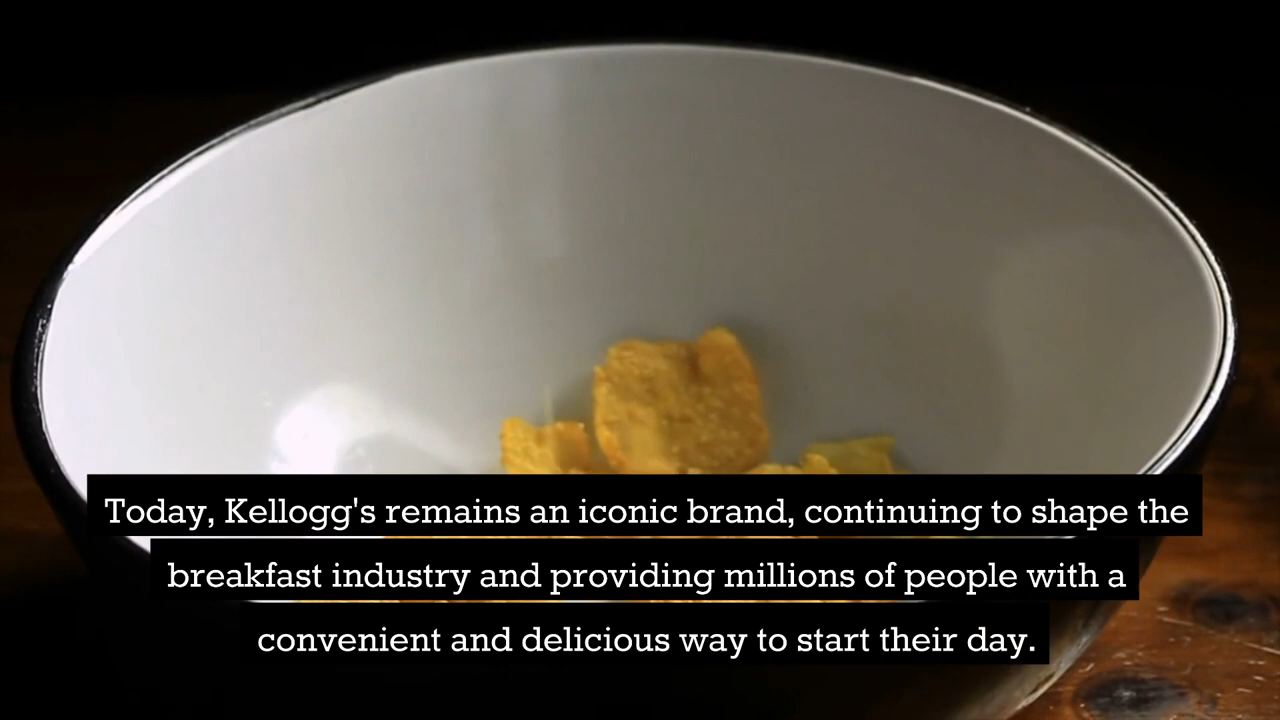 Today, Kellogg's remains an iconic brand, continuing to shape the
breakfast industry and providing millions of people with a
convenient and delicious way to start their day.